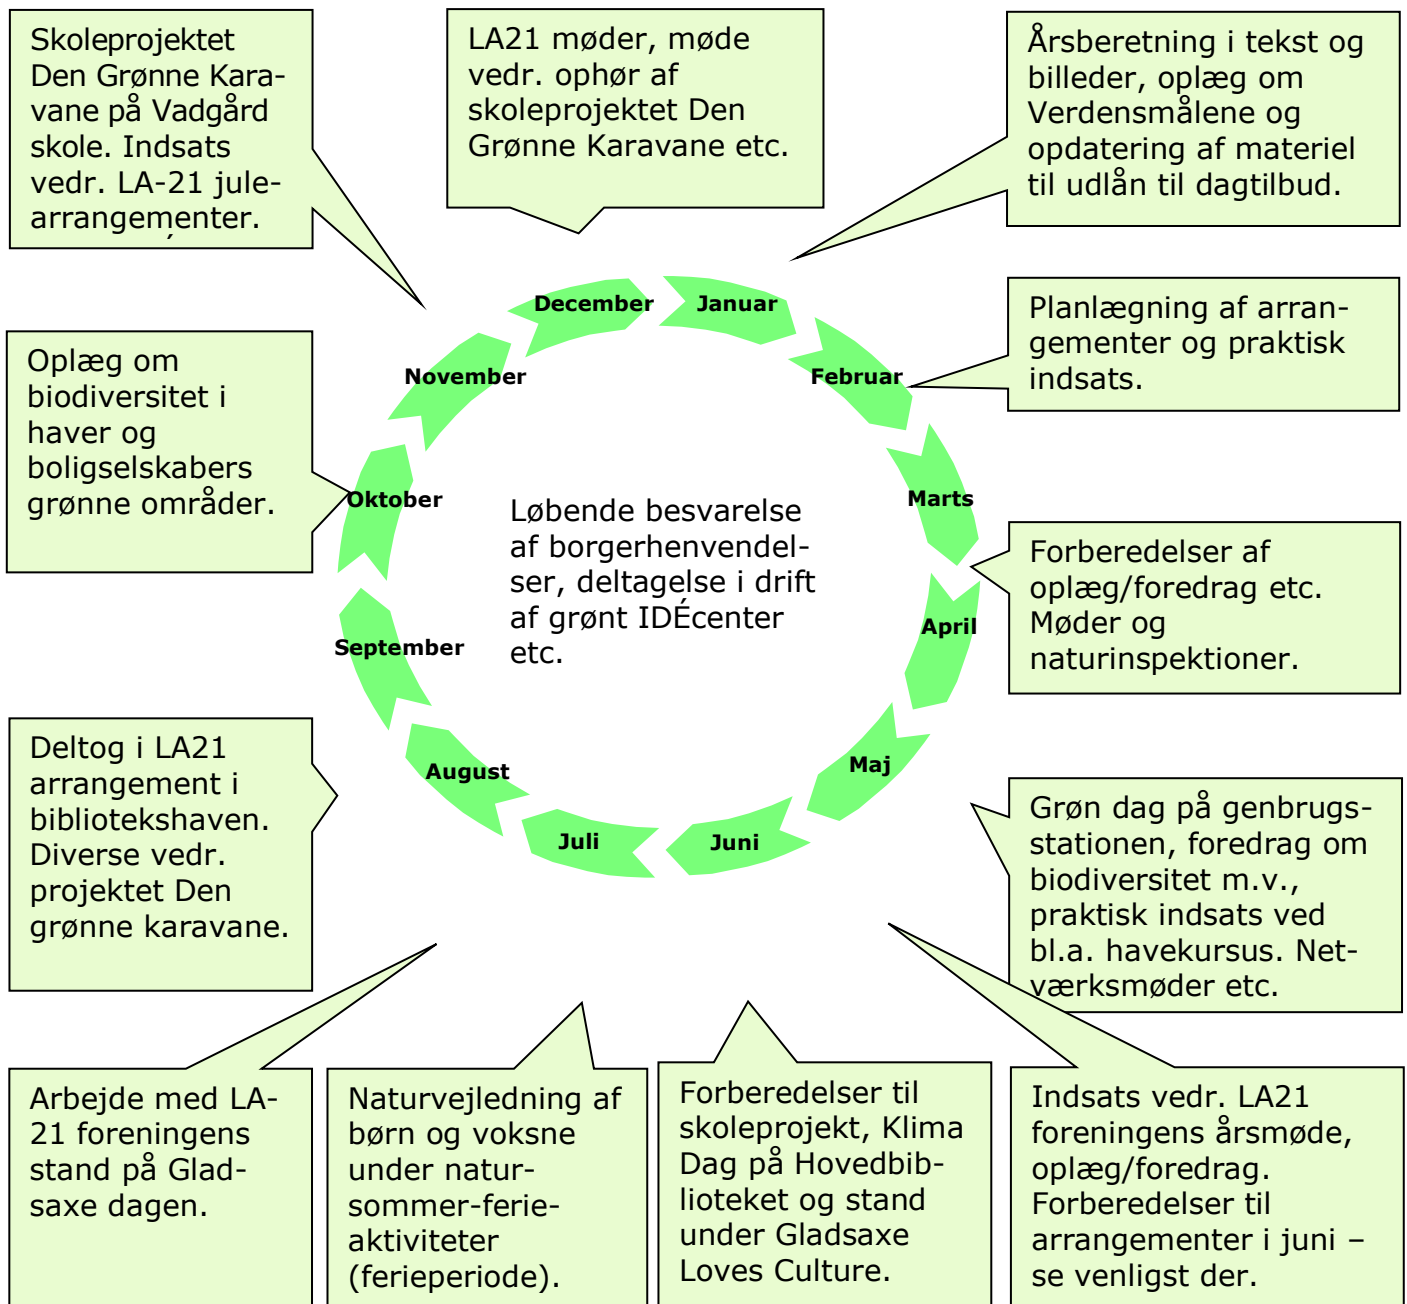 Skoleprojektet
Den Grønne Kara-
vane på Vadgård
skole. Indsats
vedr. LA-21 jule-
arrangementer.
LA21 møder, møde
vedr. ophør af
skoleprojektet Den
Grønne Karavane etc.
Årsberetning i tekst og
billeder, oplæg om
Verdensmålene og
opdatering af materiel
til udlån til dagtilbud.
December
Januar
Planlægning af arran-
gementer og praktisk
indsats.
Oplæg om
biodiversitet i
haver og
boligselskabers
grønne områder.
November
Februar
Oktober
Marts
Løbende besvarelse
af borgerhenvendel-
ser, deltagelse i drift
af grønt IDÉcenter
etc.
Forberedelser af
oplæg/foredrag etc.
Møder og
naturinspektioner.
September
April
Deltog i LA21
arrangement i
bibliotekshaven.
Diverse vedr.
projektet Den
grønne karavane.
August
Maj
Juli
Juni
Grøn dag på genbrugs-
stationen, foredrag om
biodiversitet m.v.,
praktisk indsats ved
bl.a. havekursus. Net-
værksmøder etc.
Arbejde med LA-
21 foreningens
stand på Glad-
saxe dagen.
Naturvejledning af
børn og voksne
under natur-
sommer-ferie-
aktiviteter
(ferieperiode).
Forberedelser til
skoleprojekt, Klima
Dag på Hovedbib-
lioteket og stand
under Gladsaxe
Loves Culture.
Indsats vedr. LA21
foreningens årsmøde,
oplæg/foredrag.
Forberedelser til
arrangementer i juni –
se venligst der.